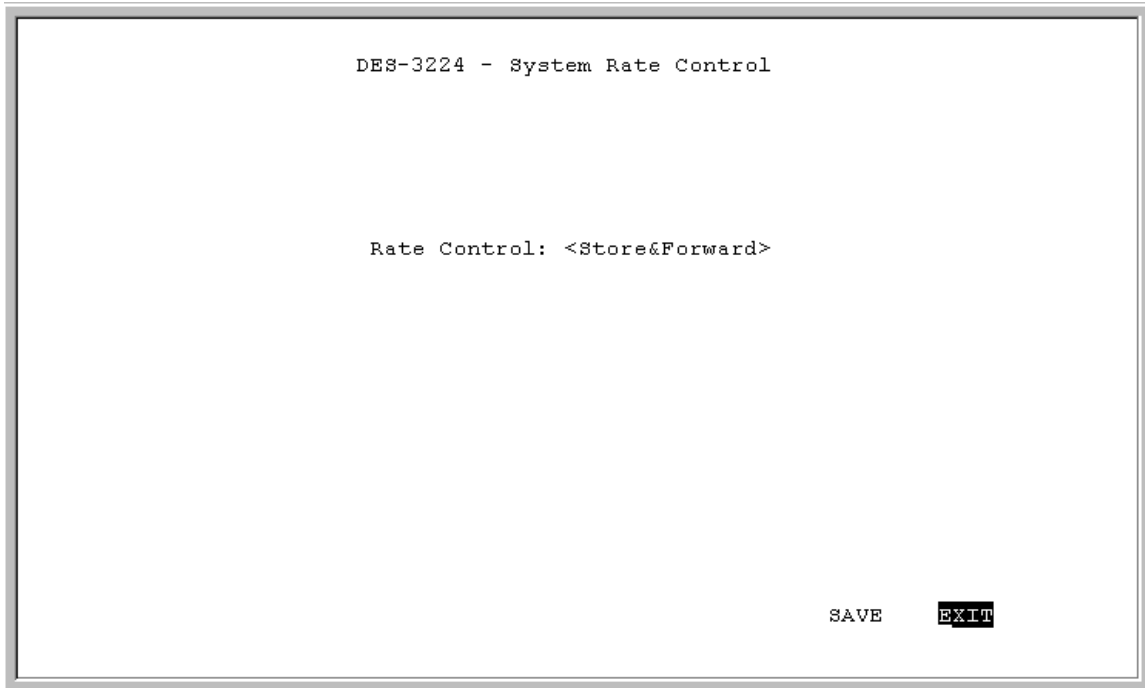 DES-3224 - System Rate Control
Rate Control: <Store&Forward>
SAVE EXIT